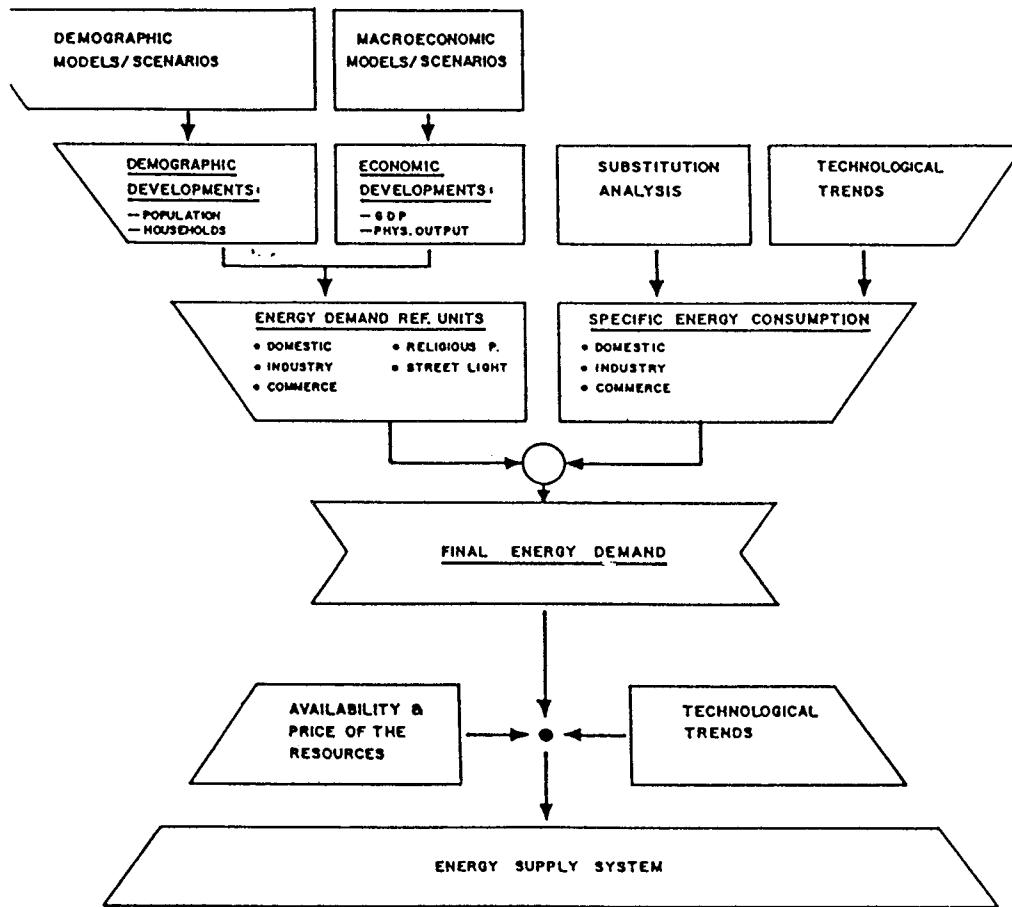 DEMOGRAPHIC
MODELS/SCENARIOS
MACROECONOMIC
MODELS/SCENARIOS
DEMOGRAPHIC
DEVELOPMENTS:
— POPULATION
— HOUSEHOLDS
ECONOMIC
DEVELOPMENTS:
— GDP
— PHYS. OUTPUT
SUBSTITUTION
ANALYSIS
TECHNOLOGICAL
TRENDS
ENERGY DEMAND REF. UNITS
• DOMESTIC
• INDUSTRY
• COMMERCE
• RELIGIOUS P.
• STREET LIGHT
SPECIFIC ENERGY CONSUMPTION
• DOMESTIC
• INDUSTRY
• COMMERCE
FINAL ENERGY DEMAND
AVAILABILITY &
PRICE OF THE
RESOURCES
TECHNOLOGICAL
TRENDS
ENERGY SUPPLY SYSTEM